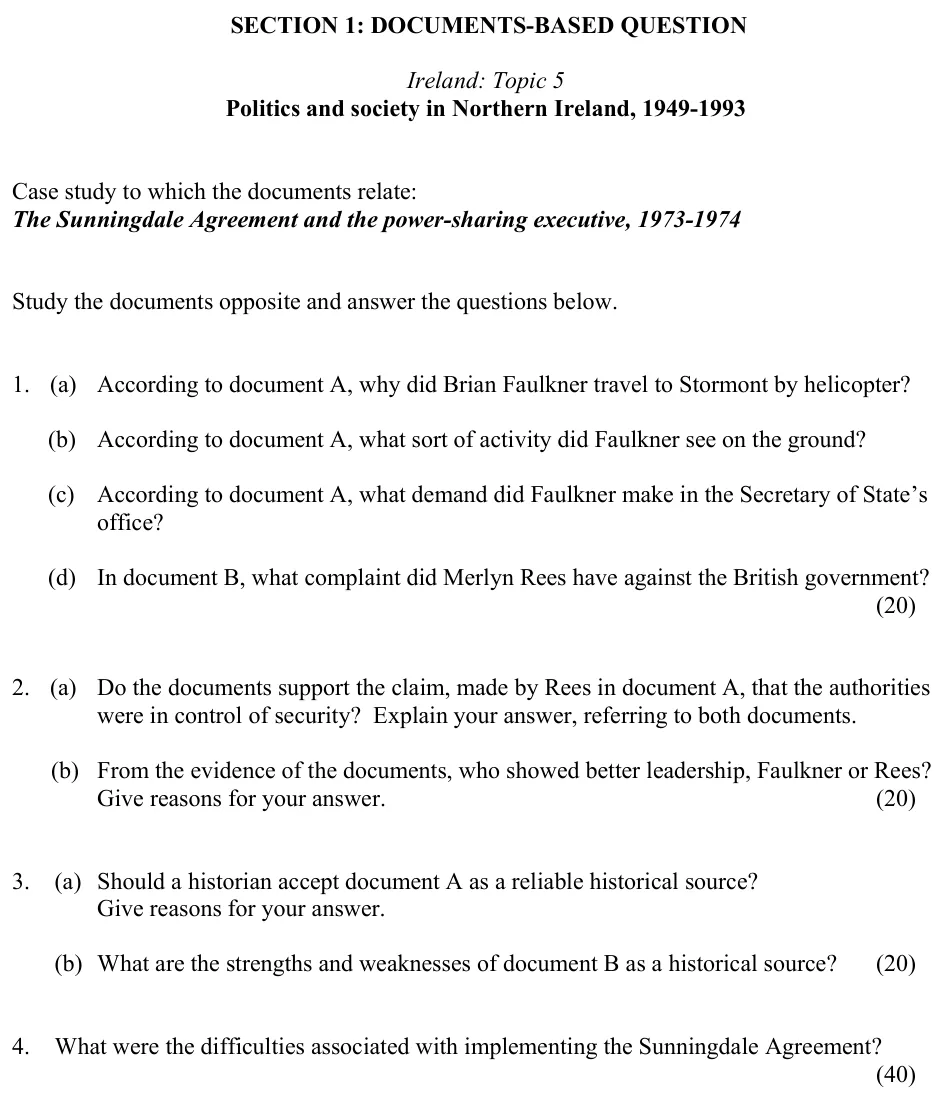 SECTION 1: DOCUMENTS-BASED QUESTION
Ireland: Topic 5
Politics and society in Northern Ireland, 1949-1993
Case study to which the documents relate:
The Sunningdale Agreement and the power-sharing executive, 1973-1974
Study the documents opposite and answer the questions below.
1. (a) According to document A, why did Brian Faulkner travel to Stormont by helicopter?
(b) According to document A, what sort of activity did Faulkner see on the ground?
(c) According to document A, what demand did Faulkner make in the Secretary of State’s
office?
(d) In document B, what complaint did Merlyn Rees have against the British government?
(20)
2. (a) Do the documents support the claim, made by Rees in document A, that the authorities
were in control of security? Explain your answer, referring to both documents.
(b) From the evidence of the documents, who showed better leadership, Faulkner or Rees?
Give reasons for your answer. (20)
3. (a) Should a historian accept document A as a reliable historical source?
Give reasons for your answer.
(b) What are the strengths and weaknesses of document B as a historical source? (20)
4. What were the difficulties associated with implementing the Sunningdale Agreement?
(40)